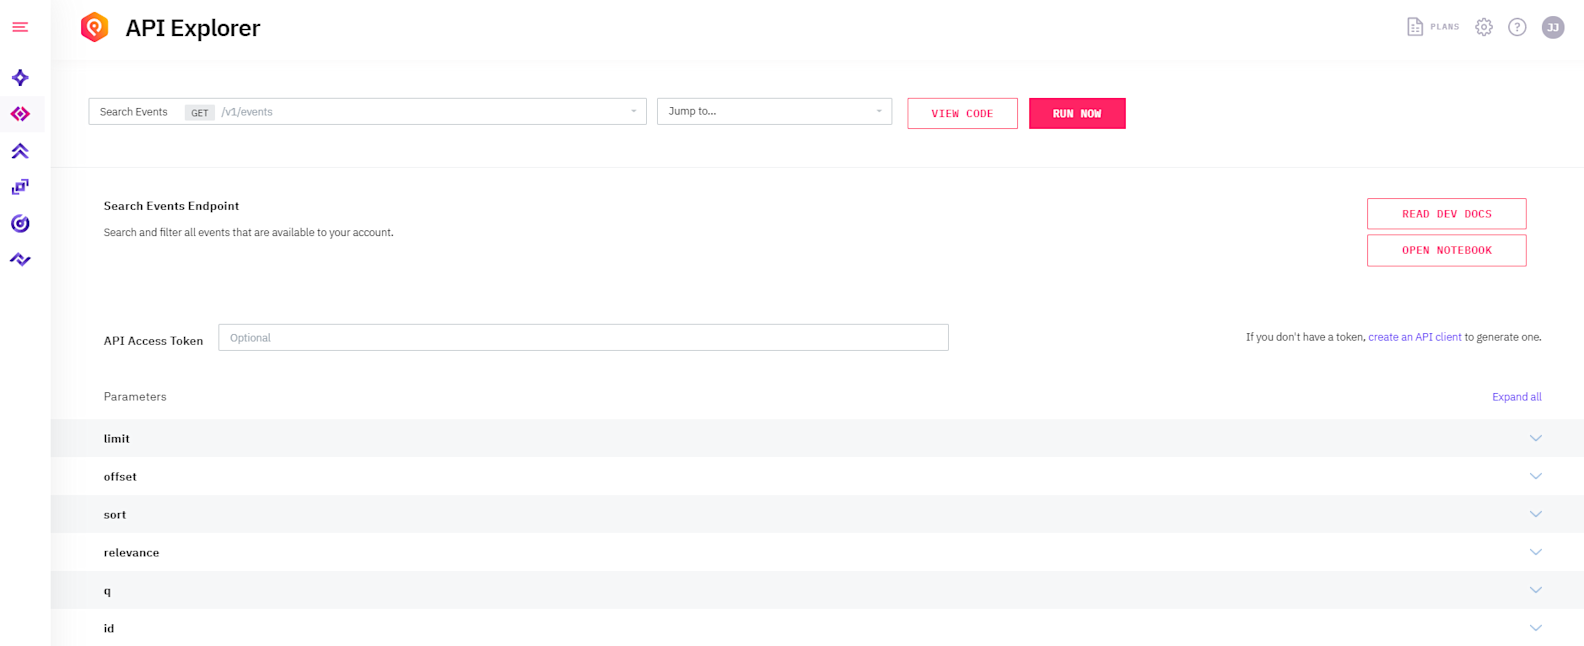 API Explorer
PLANS
JJ
Search Events GET /v1/events
Jump to...
VIEW CODE
RUN NOW
Search Events Endpoint
Search and filter all events that are available to your account.
READ DEV DOCS
OPEN NOTEBOOK
API Access Token
Optional
If you don't have a token, create an API client to generate one.
Parameters
Expand all
limit
offset
sort
relevance
q
id